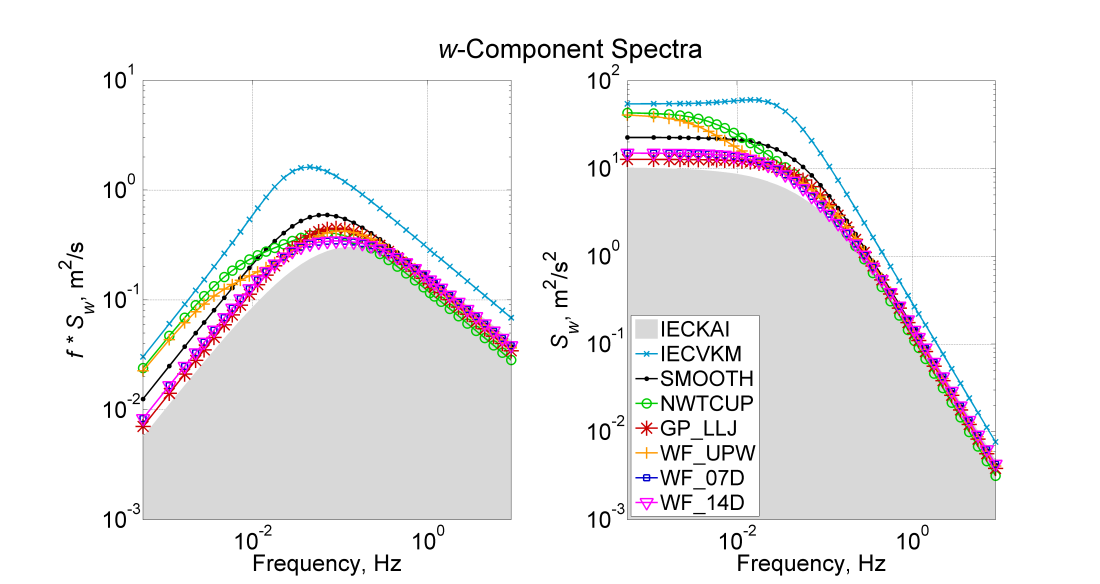 w-Component Spectra
10^1
10^0
10^-1
10^-2
10^-3
f * S_w, m^2/s
10^-2
10^0
Frequency, Hz
10^2
10^1
10^0
10^-1
10^-2
10^-3
S_w, m^2/s^2
10^-2
10^0
Frequency, Hz
IECKAI
IECVKM
SMOOTH
NWTCUP
GP_LLJ
WF_UPW
WF_07D
WF_14D